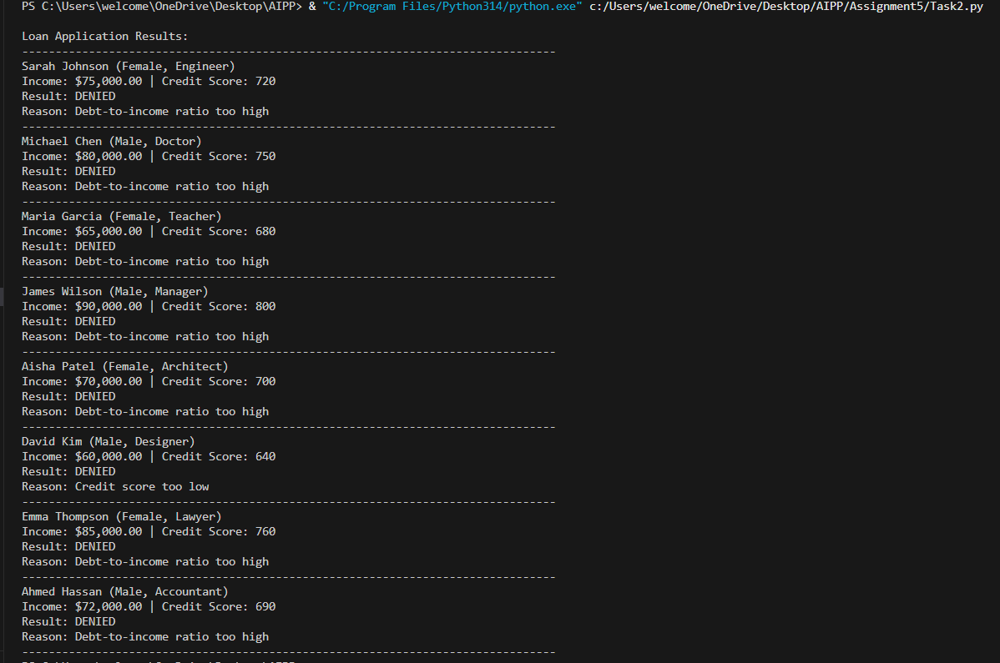 PS C:\Users\welcome\OneDrive\Desktop\AIPP> & "C:/Program Files/Python314/python.exe" c:/Users/welcome/OneDrive/Desktop/AIPP/Assignment5/Task2.py
Loan Application Results:
--------------------------------------------------------------------------------
Sarah Johnson (Female, Engineer)
Income: $75,000.00 | Credit Score: 720
Result: DENIED
Reason: Debt-to-income ratio too high
--------------------------------------------------------------------------------
Michael Chen (Male, Doctor)
Income: $80,000.00 | Credit Score: 750
Result: DENIED
Reason: Debt-to-income ratio too high
--------------------------------------------------------------------------------
Maria Garcia (Female, Teacher)
Income: $65,000.00 | Credit Score: 680
Result: DENIED
Reason: Debt-to-income ratio too high
--------------------------------------------------------------------------------
James Wilson (Male, Manager)
Income: $90,000.00 | Credit Score: 800
Result: DENIED
Reason: Debt-to-income ratio too high
--------------------------------------------------------------------------------
Aisha Patel (Female, Architect)
Income: $70,000.00 | Credit Score: 700
Result: DENIED
Reason: Debt-to-income ratio too high
--------------------------------------------------------------------------------
David Kim (Male, Designer)
Income: $60,000.00 | Credit Score: 640
Result: DENIED
Reason: Credit score too low
--------------------------------------------------------------------------------
Emma Thompson (Female, Lawyer)
Income: $85,000.00 | Credit Score: 760
Result: DENIED
Reason: Debt-to-income ratio too high
--------------------------------------------------------------------------------
Ahmed Hassan (Male, Accountant)
Income: $72,000.00 | Credit Score: 690
Result: DENIED
Reason: Debt-to-income ratio too high
--------------------------------------------------------------------------------